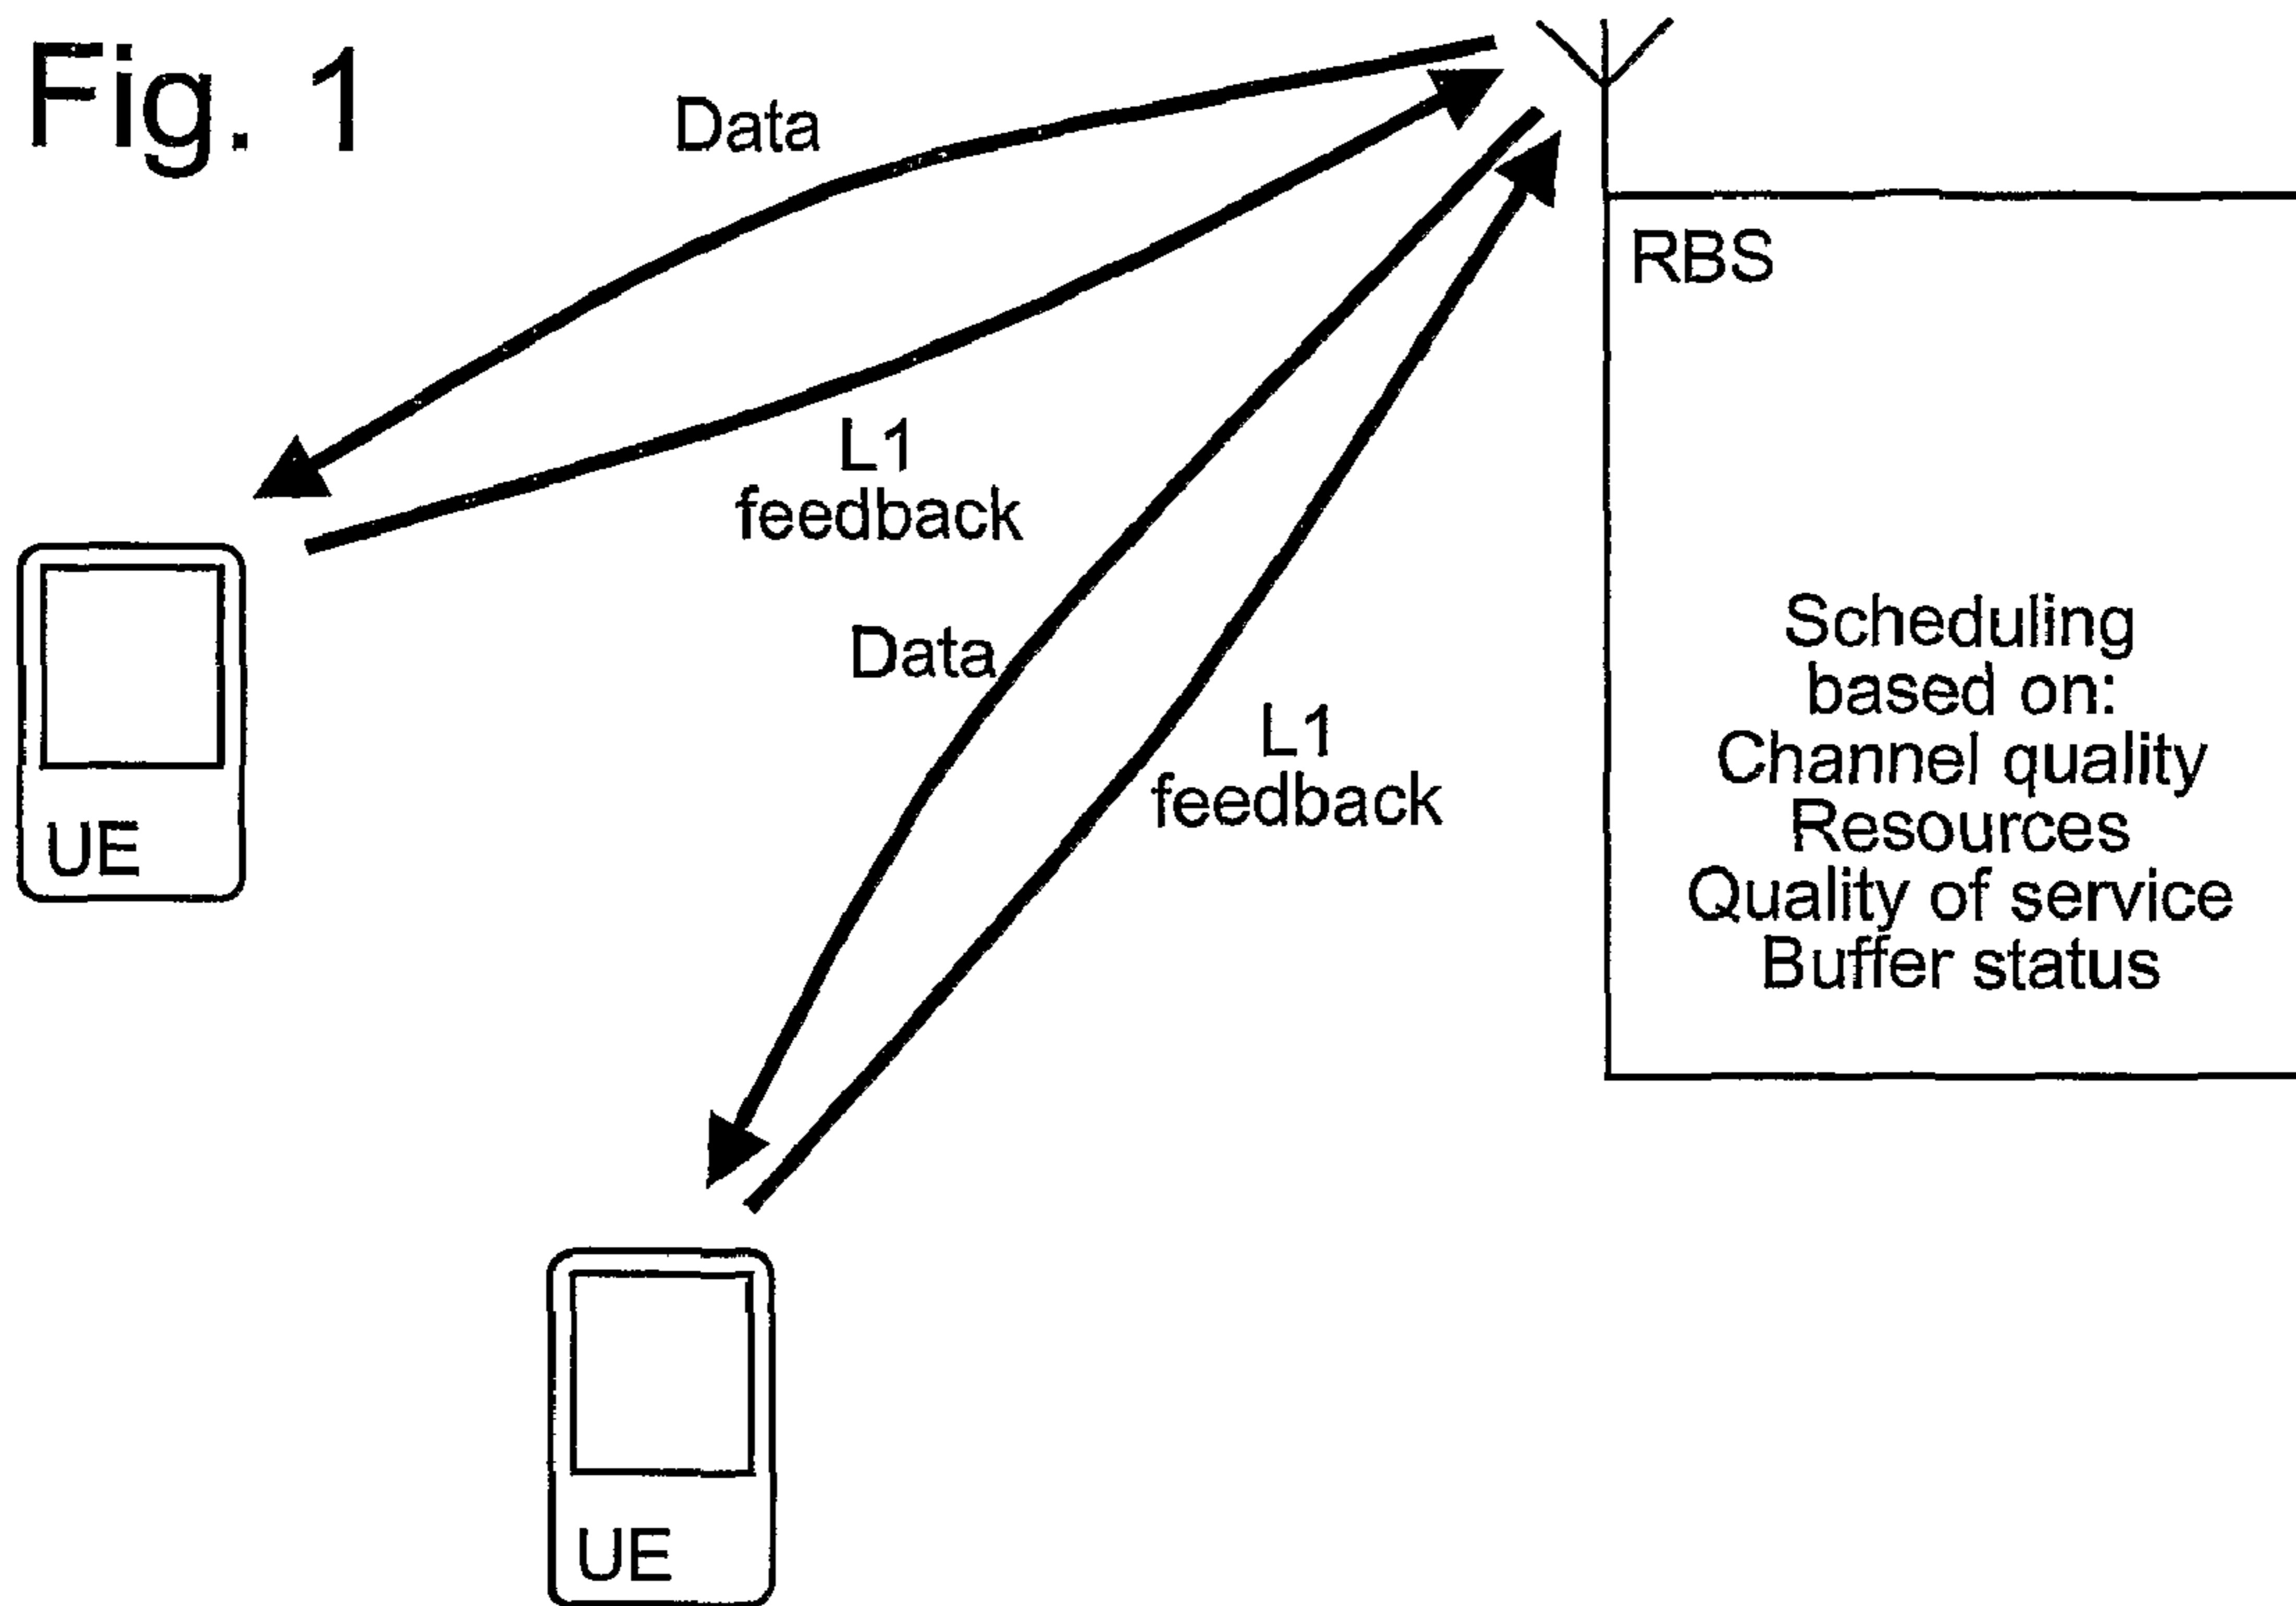 Fig. 1
Data
RBS
L1
feedback
Data
L1
feedback
UE
Scheduling
based on:
Channel quality
Resources
Quality of service
Buffer status
UE